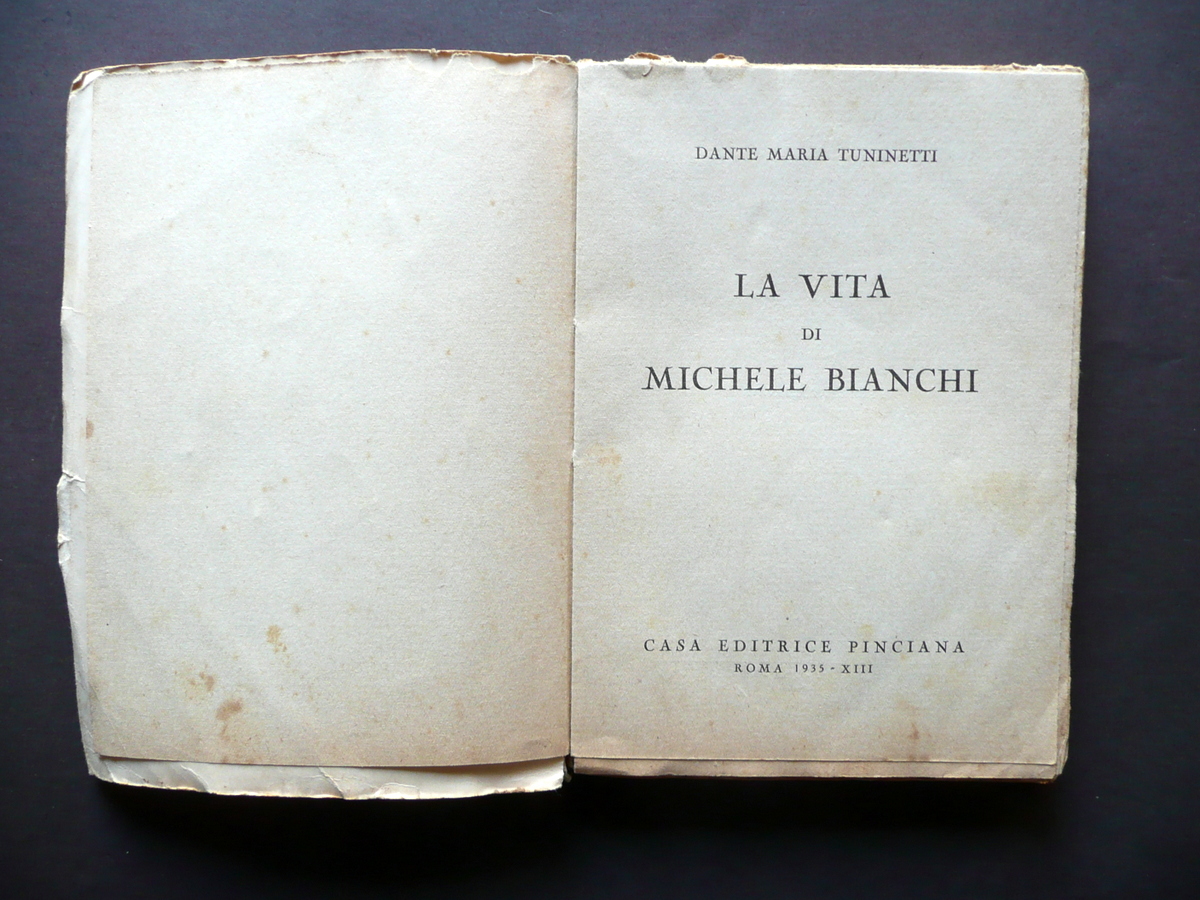 DANTE MARIA TUNINETTI
LA VITA
DI
MICHELE BIANCHI
CASA EDITRICE PINCIANA
ROMA 1935 - XIII